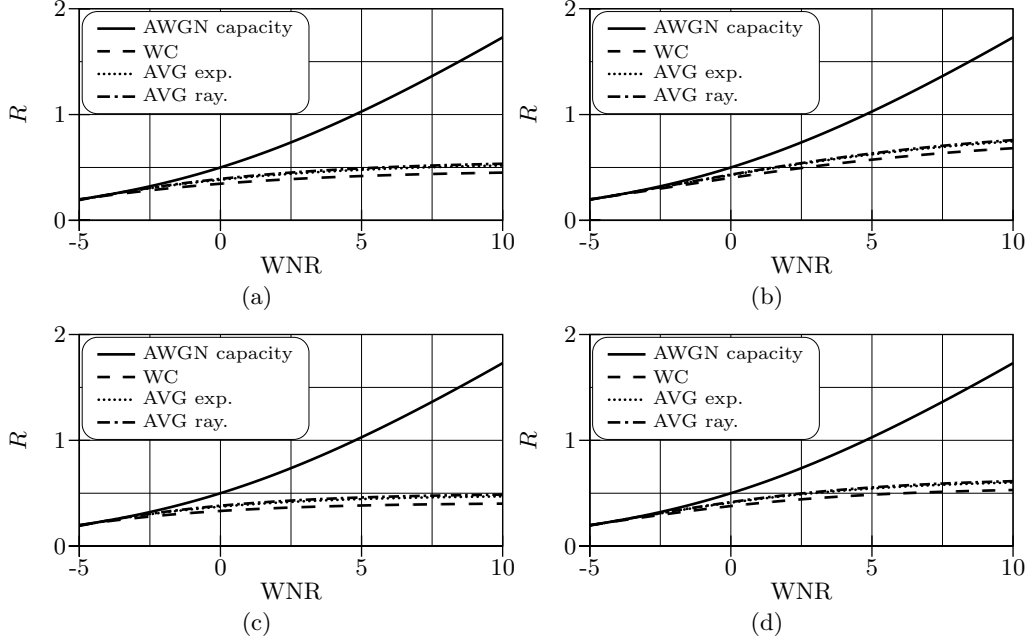 2
AWGN capacity
WC
AVG exp.
AVG ray.
R
1
0
-5
0
5
10
WNR
(a)
2
AWGN capacity
WC
AVG exp.
AVG ray.
R
1
0
-5
0
5
10
WNR
(b)
2
AWGN capacity
WC
AVG exp.
AVG ray.
R
1
0
-5
0
5
10
WNR
(c)
2
AWGN capacity
WC
AVG exp.
AVG ray.
R
1
0
-5
0
5
10
WNR
(d)